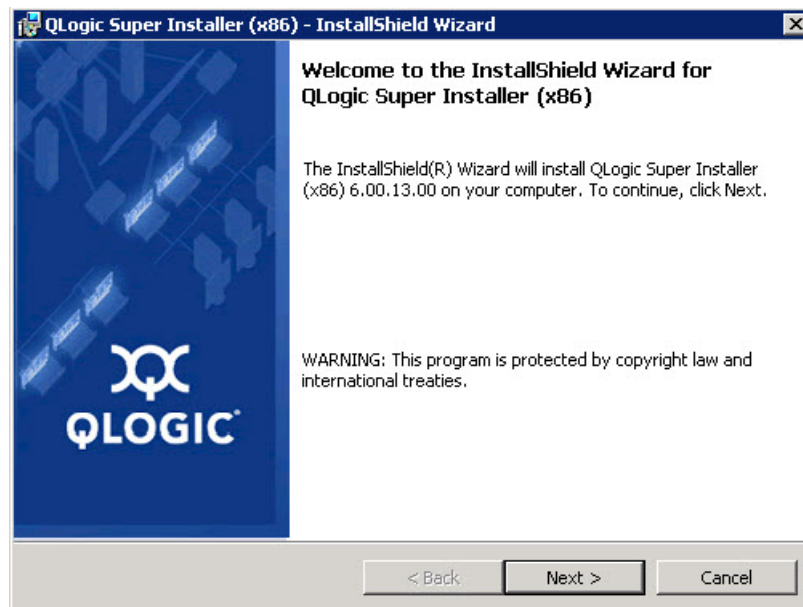 QLogic Super Installer (x86) - InstallShield Wizard
Welcome to the InstallShield Wizard for
QLogic Super Installer (x86)
The InstallShield(R) Wizard will install QLogic Super Installer
(x86) 6.00.13.00 on your computer. To continue, click Next.
WARNING: This program is protected by copyright law and
international treaties.
QLOGIC
< Back
Next >
Cancel